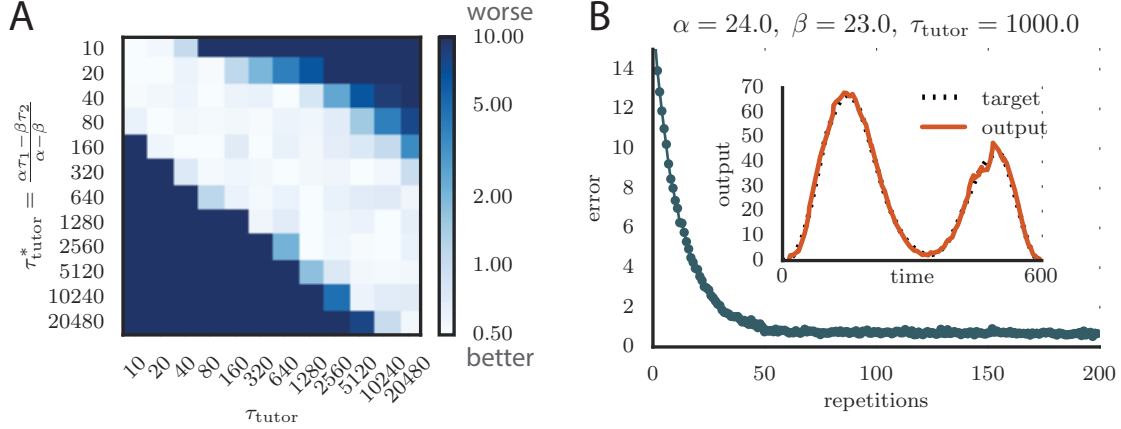 A
worse
10
20
40
80
160
320
640
1280
2560
5120
10240
20480
τ*tutor = (ατ1−βτ2)/(α−β)
10 20 40 80 160 320 640 1280 2560 5120 10240 20480
τtutor
10.00
5.00
2.00
1.00
0.50
better
B
α = 24.0, β = 23.0, τtutor = 1000.0
14
12
10
8
6
4
2
0
error
0 50 100 150 200
repetitions
70
60
50
40
30
20
10
0
output
0 time 600
target
output